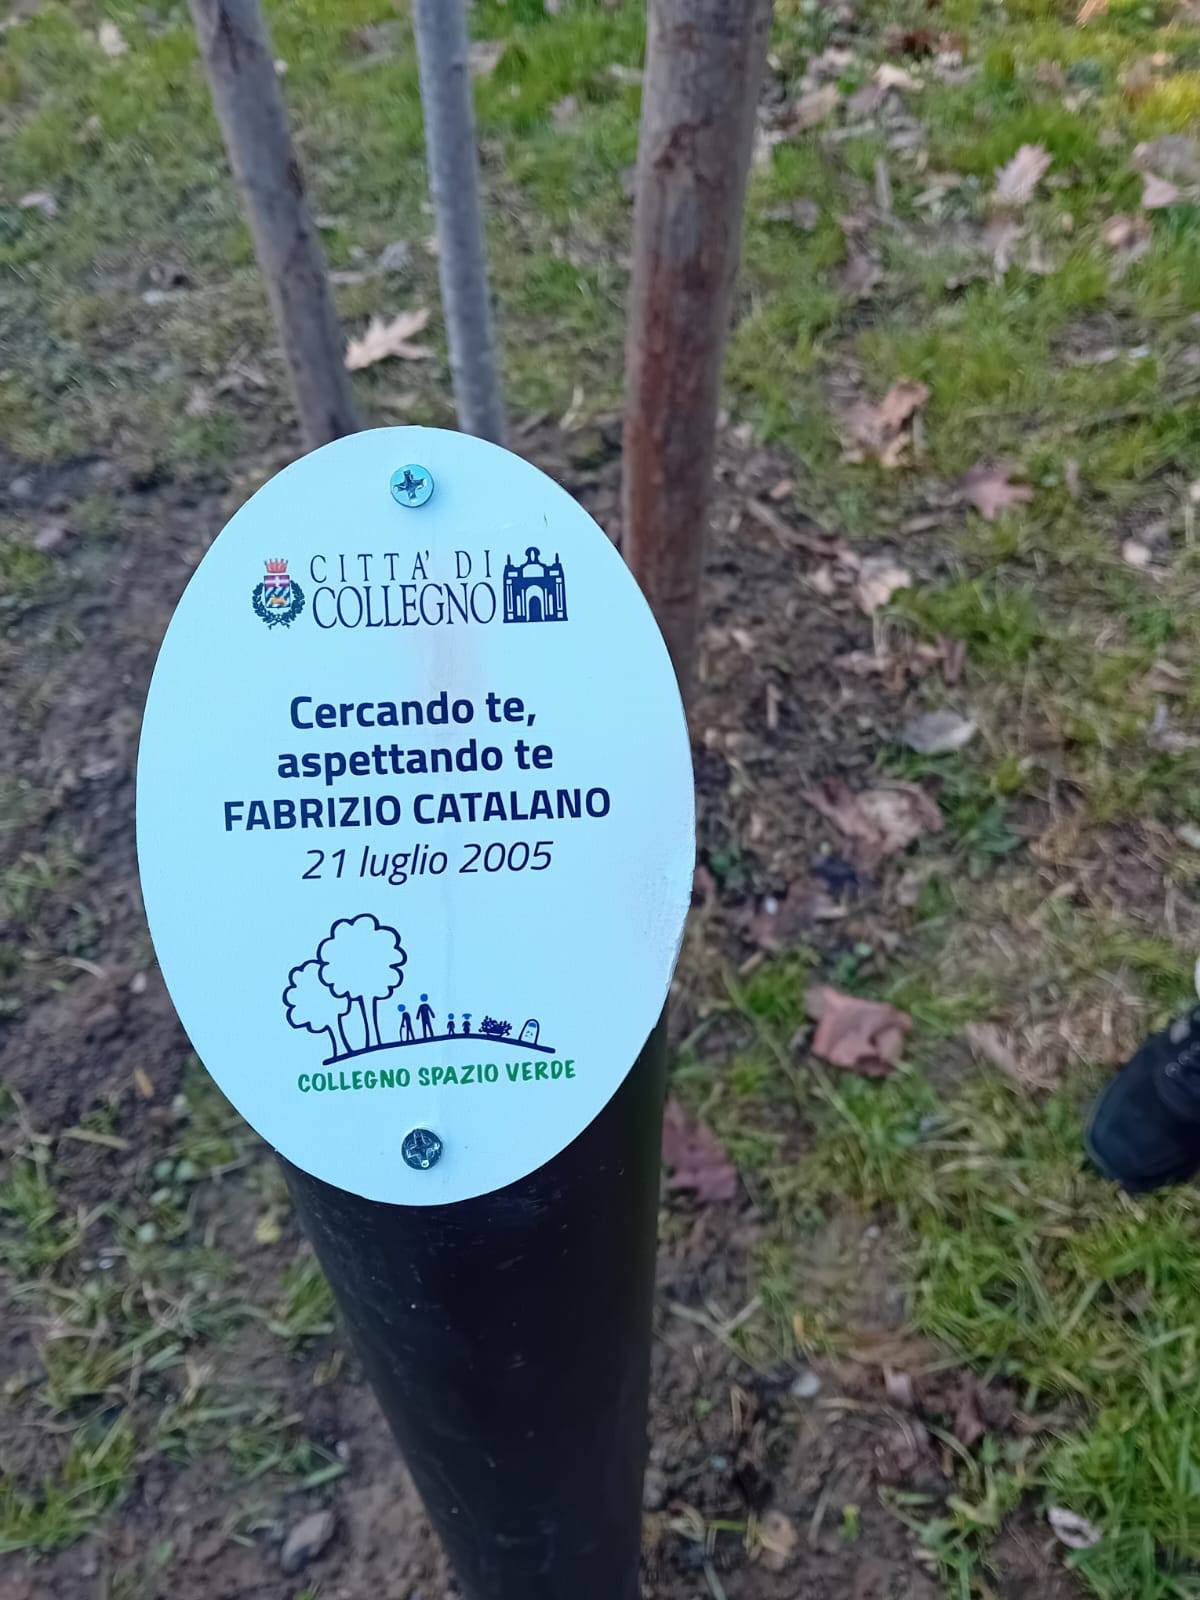 CITTA' DI
COLLEGNO
Cercando te,
aspettando te
FABRIZIO CATALANO
21 luglio 2005
COLLEGNO SPAZIO VERDE